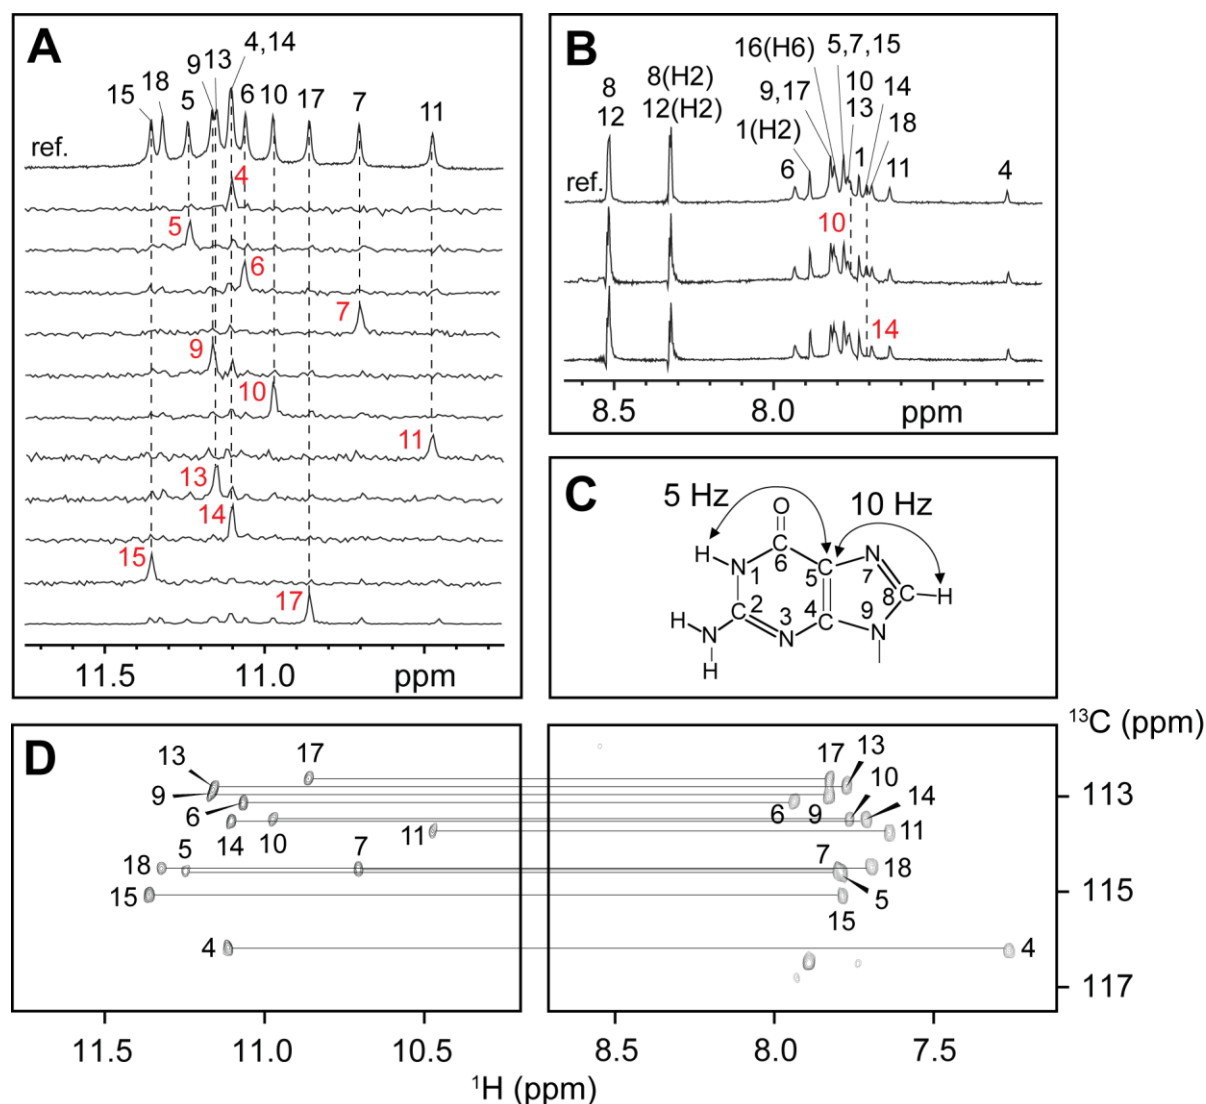 A
4,14
9 13
15 18 5 6 10 17 7 11
ref.
4
5
6
7
9
10
11
13
14
15
17
11.5 11.0 ppm
B
16(H6) 5,7,15
8 8(H2) 9,17 10 14
12 12(H2) 13 18
1(H2)
6 1 11 4
ref.
10
14
8.5 8.0 ppm
C
5 Hz 10 Hz
O
H N 1 2 3 N 4 5 6 7 N 8 H 9 N
C C C C C
H N
H
D
13C (ppm)
13 17 17 13
9 10
6 6 9 14
14 10 11 11
18 5 7 7 18
15 5
15
4 4
113
115
117
11.5 11.0 10.5 8.5 8.0 7.5
1H (ppm)